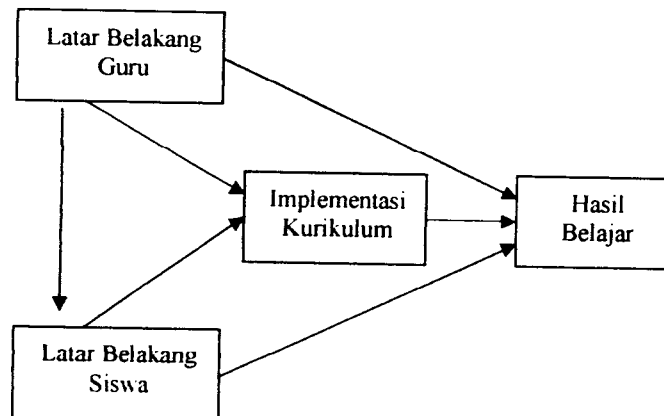 Latar Belakang
Guru
Implementasi
Kurikulum
Hasil
Belajar
Latar Belakang
Siswa